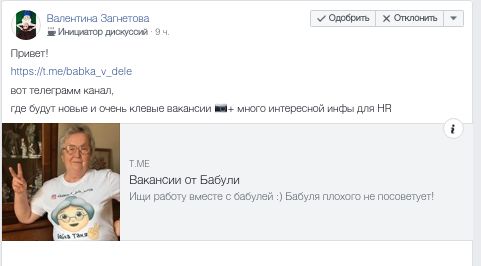 Валентина Загнетова
Одобрить
Отклонить
Инициатор дискуссий · 9 ч.
Привет!
https://t.me/babka_v_dele
вот телеграмм канал,
где будут новые и очень клевые вакансии 📷+ много интересной инфы для HR
T.ME
Вакансии от Бабули
Ищи работу вместе с бабулей :) Бабуля плохого не посоветует!